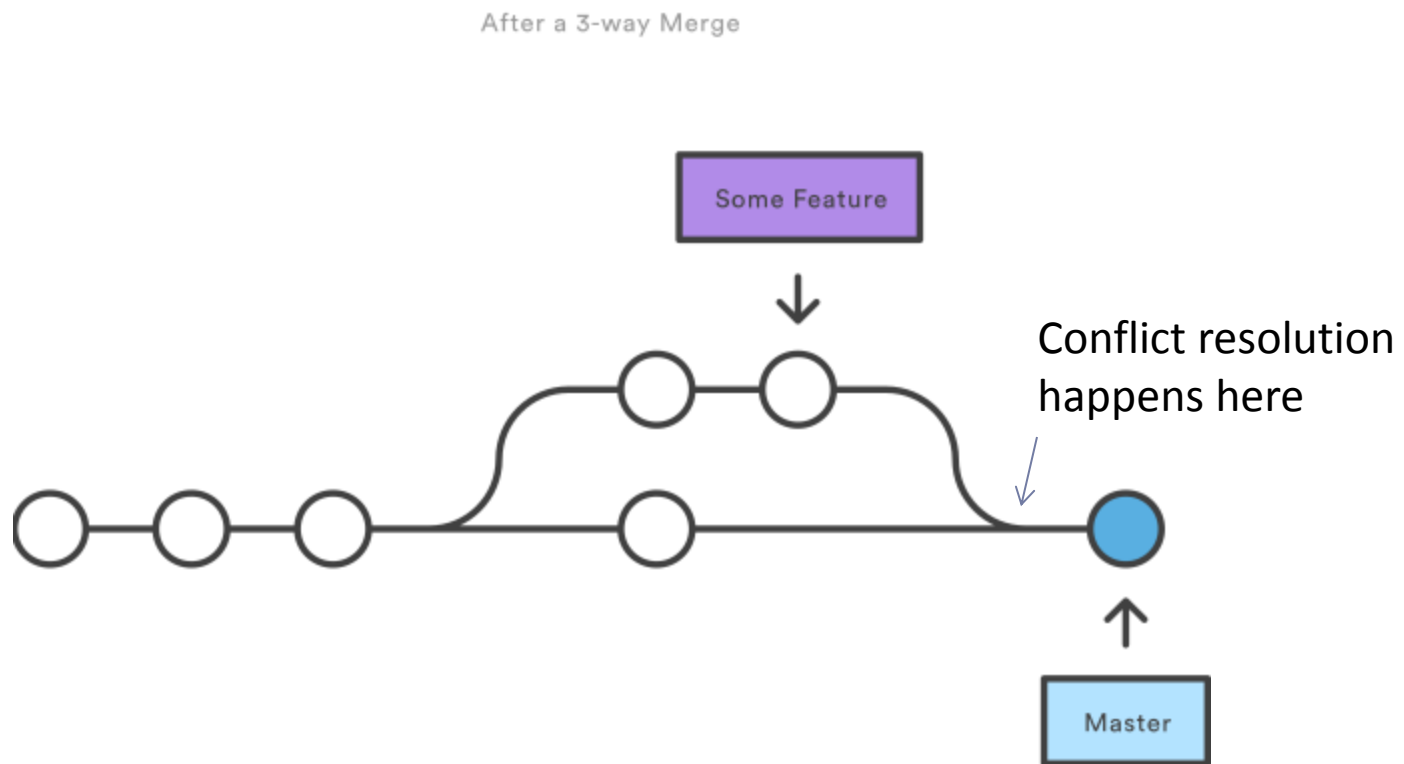 After a 3-way Merge
Some Feature
Conflict resolution
happens here
Master